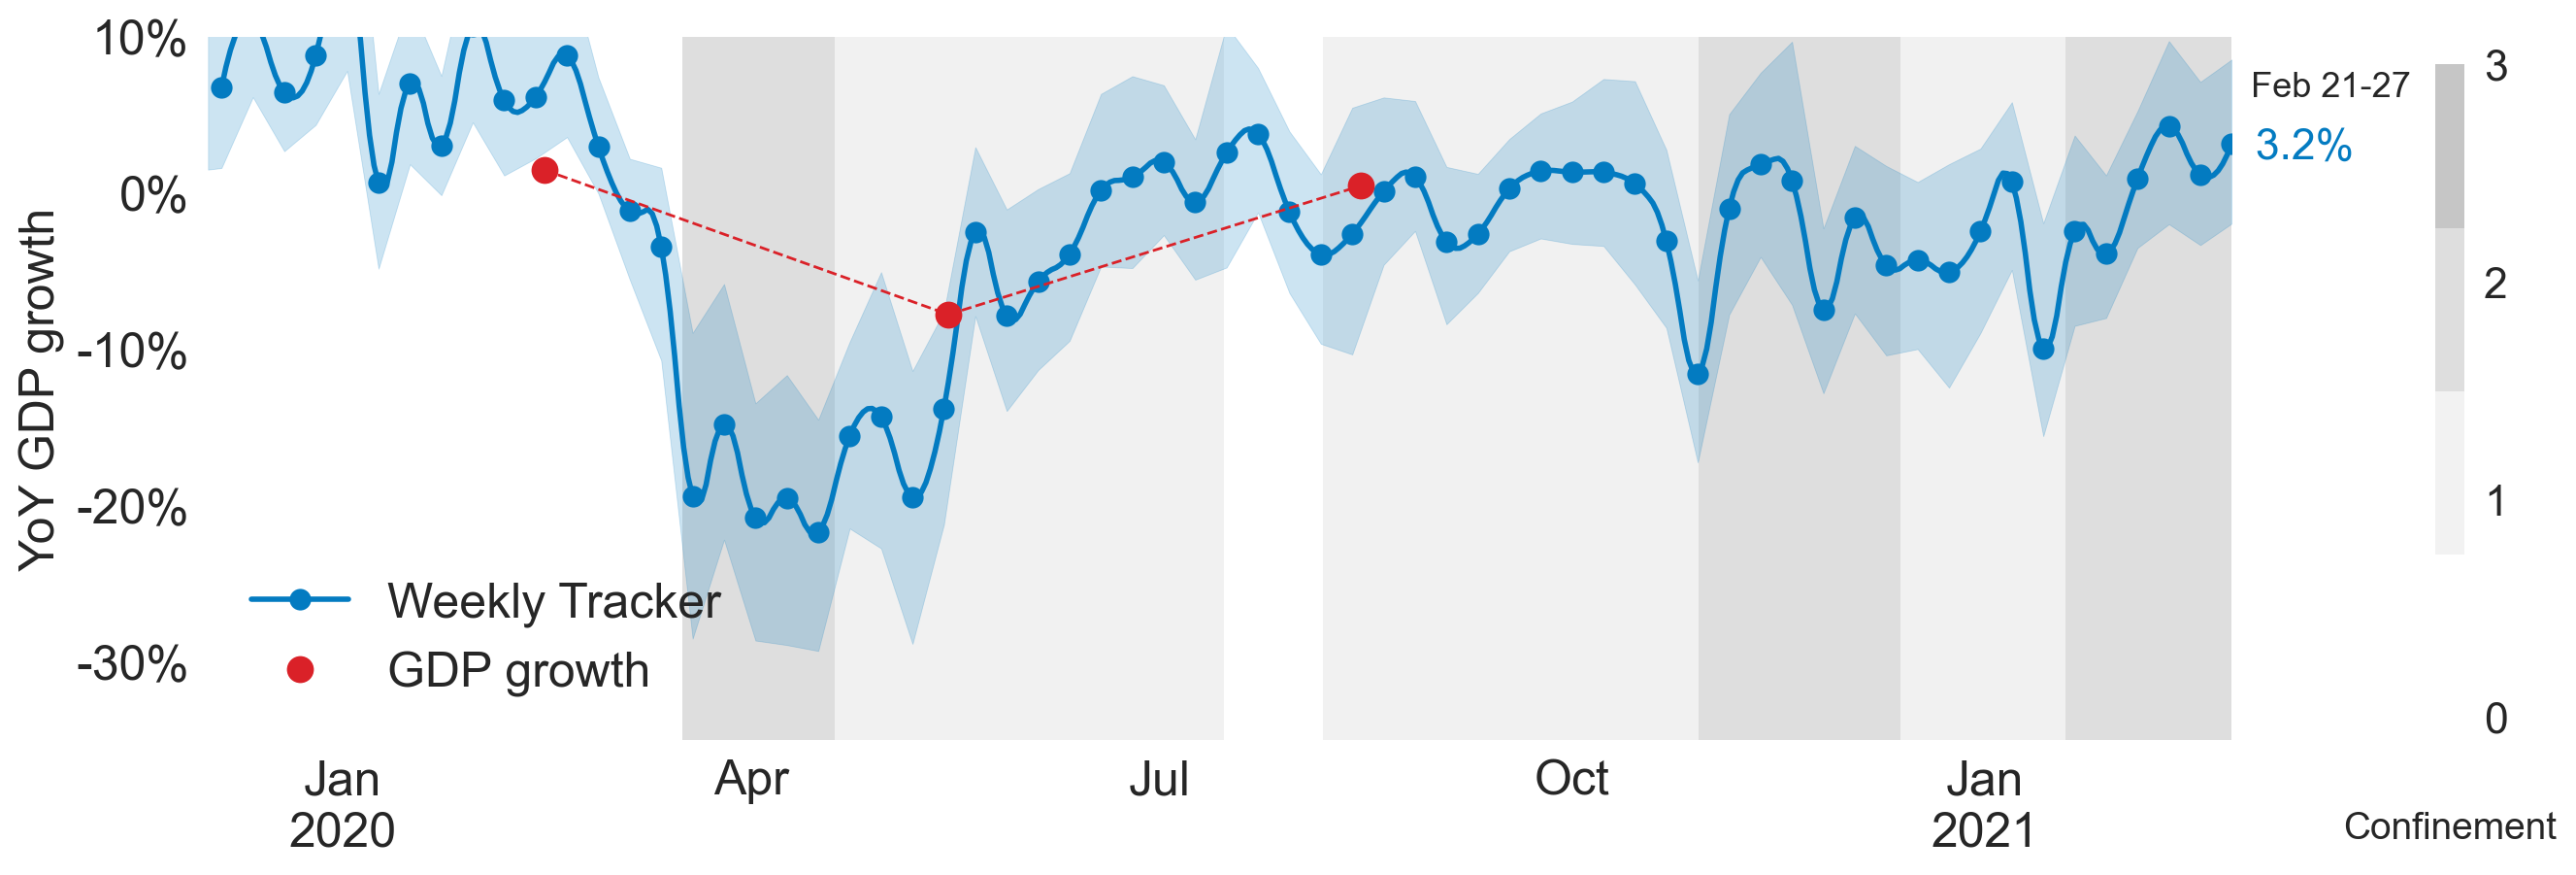 YoY GDP growth
10%
0%
-10%
-20%
-30%
Weekly Tracker
GDP growth
Jan
2020
Apr
Jul
Oct
Jan
2021
Feb 21-27
3.2%
3
2
1
0
Confinement